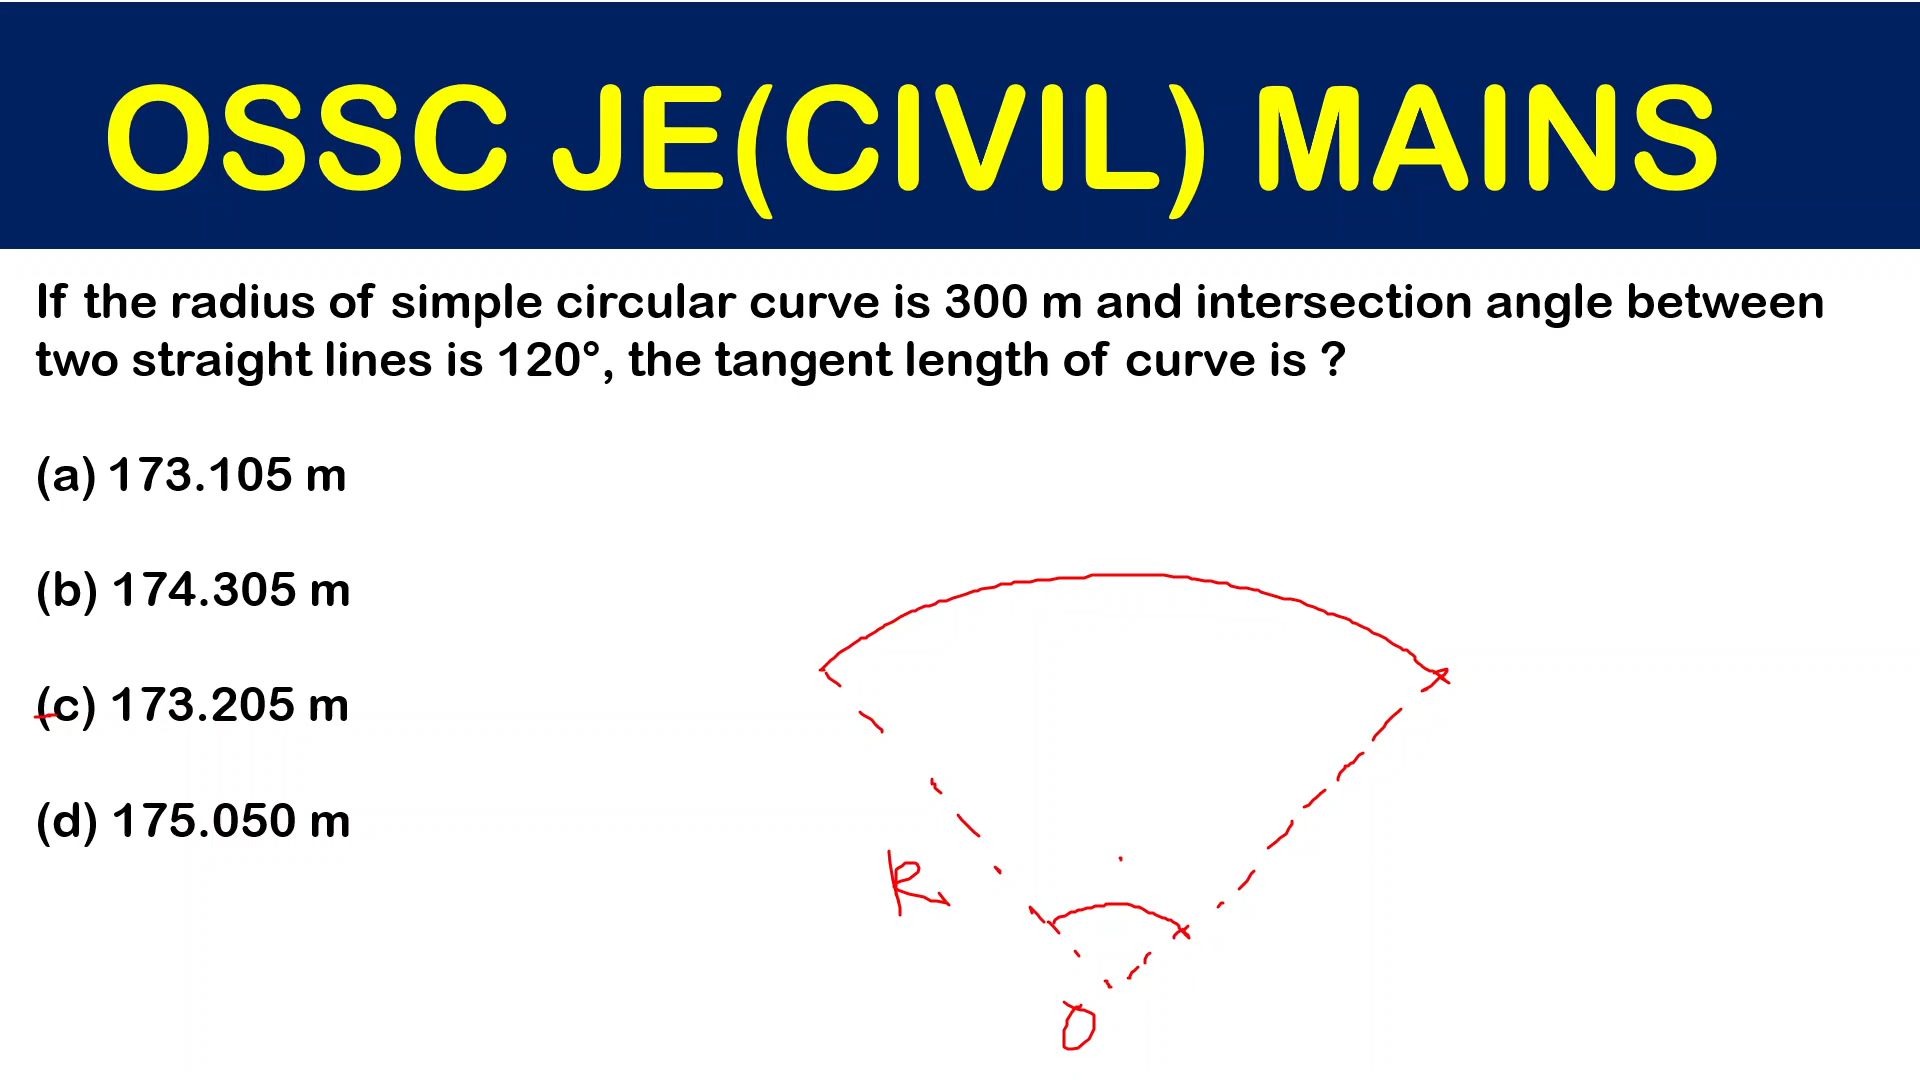 OSSC JE(CIVIL) MAINS
If the radius of simple circular curve is 300 m and intersection angle between
two straight lines is 120°, the tangent length of curve is ?
(a) 173.105 m
(b) 174.305 m
(c) 173.205 m
(d) 175.050 m
R
O